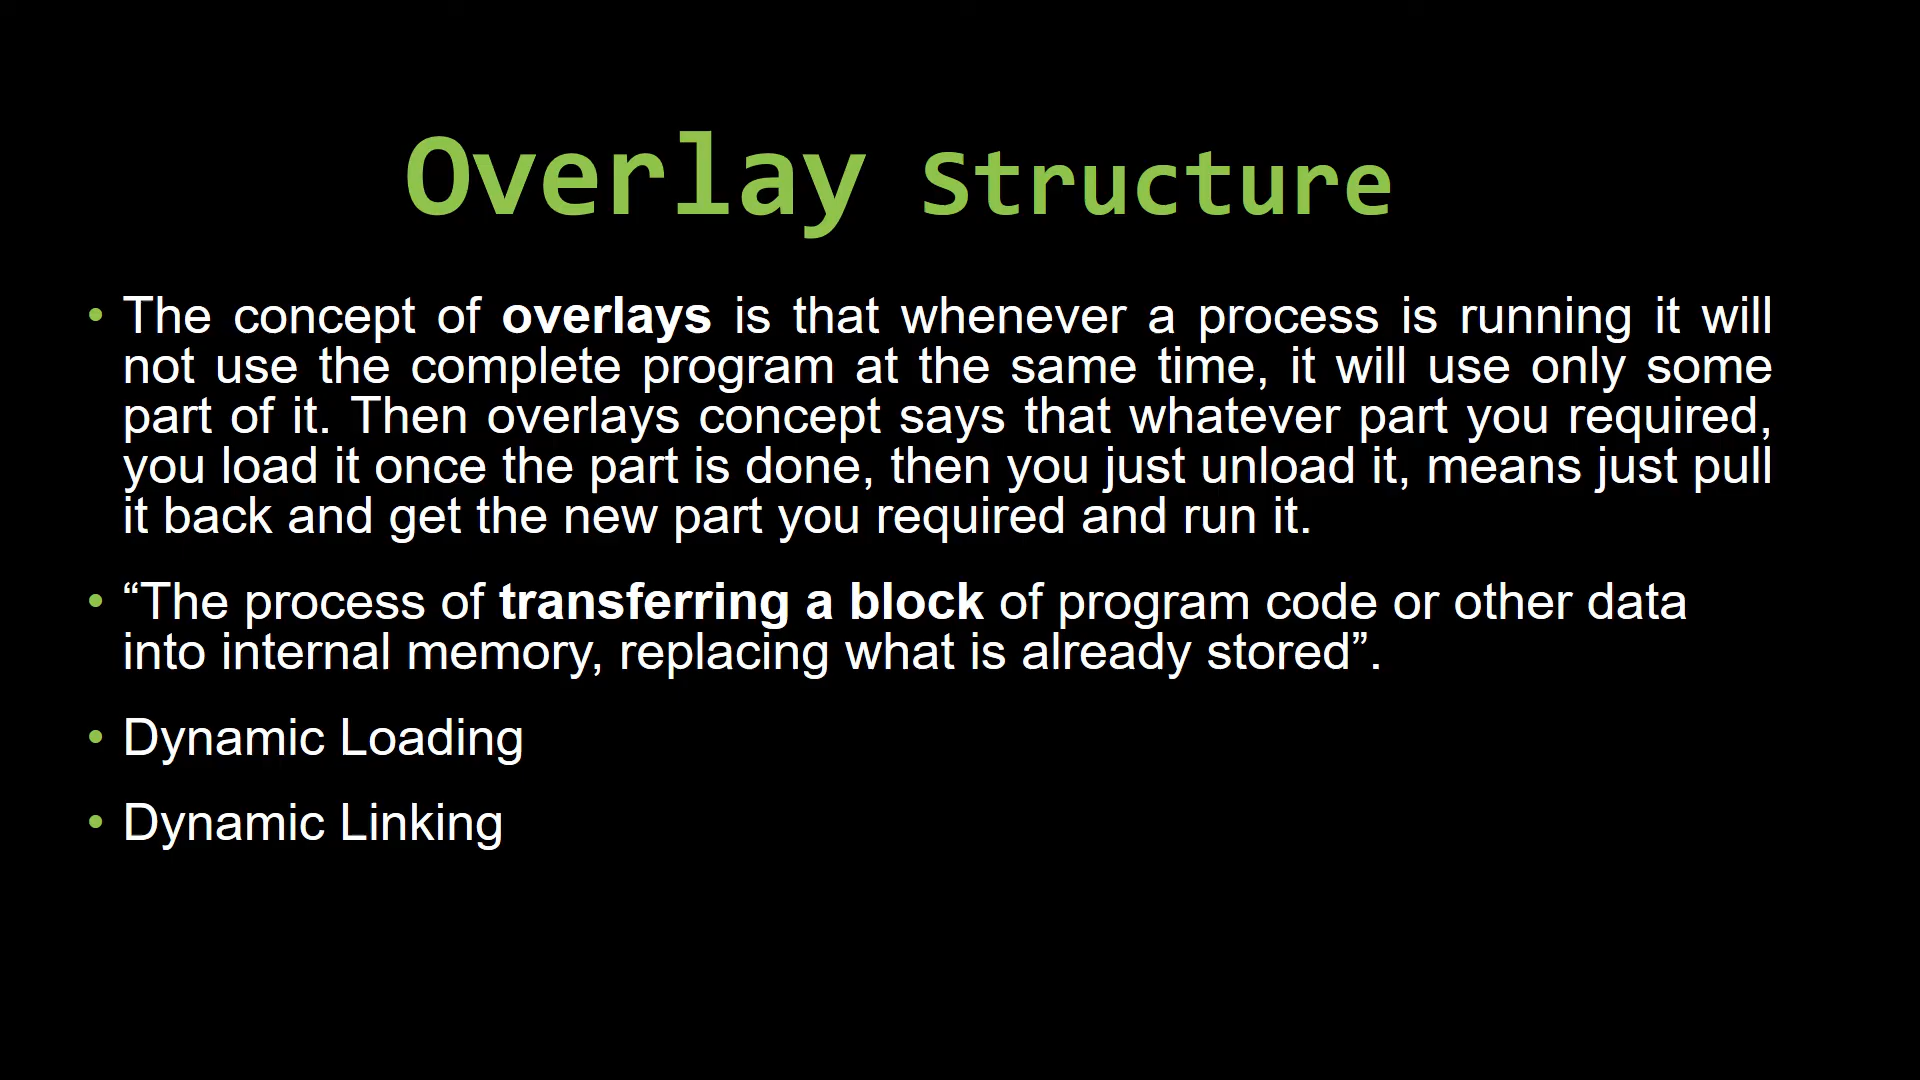 Overlay Structure
• The concept of overlays is that whenever a process is running it will
not use the complete program at the same time, it will use only some
part of it. Then overlays concept says that whatever part you required,
you load it once the part is done, then you just unload it, means just pull
it back and get the new part you required and run it.
• “The process of transferring a block of program code or other data
into internal memory, replacing what is already stored”.
• Dynamic Loading
• Dynamic Linking